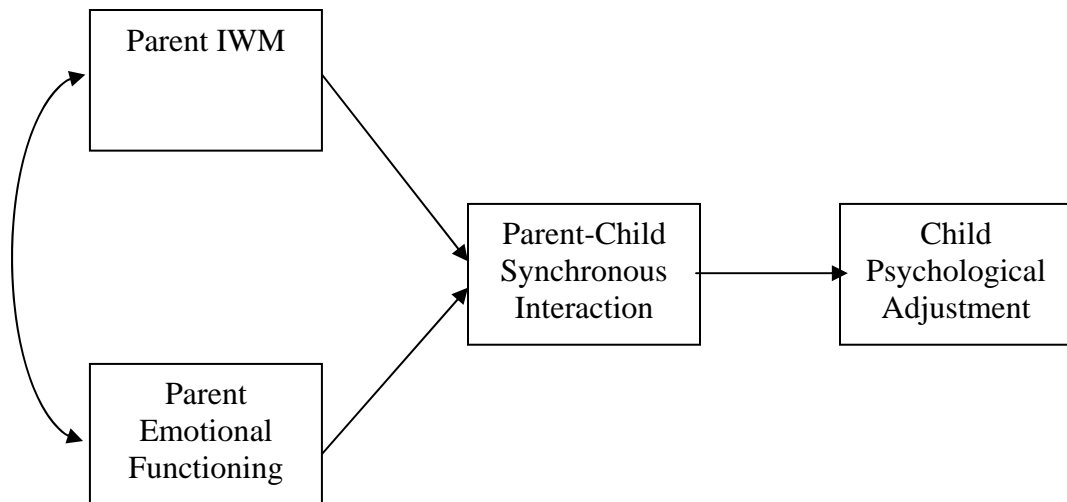 Parent IWM
Parent-Child
Synchronous
Interaction
Child
Psychological
Adjustment
Parent
Emotional
Functioning